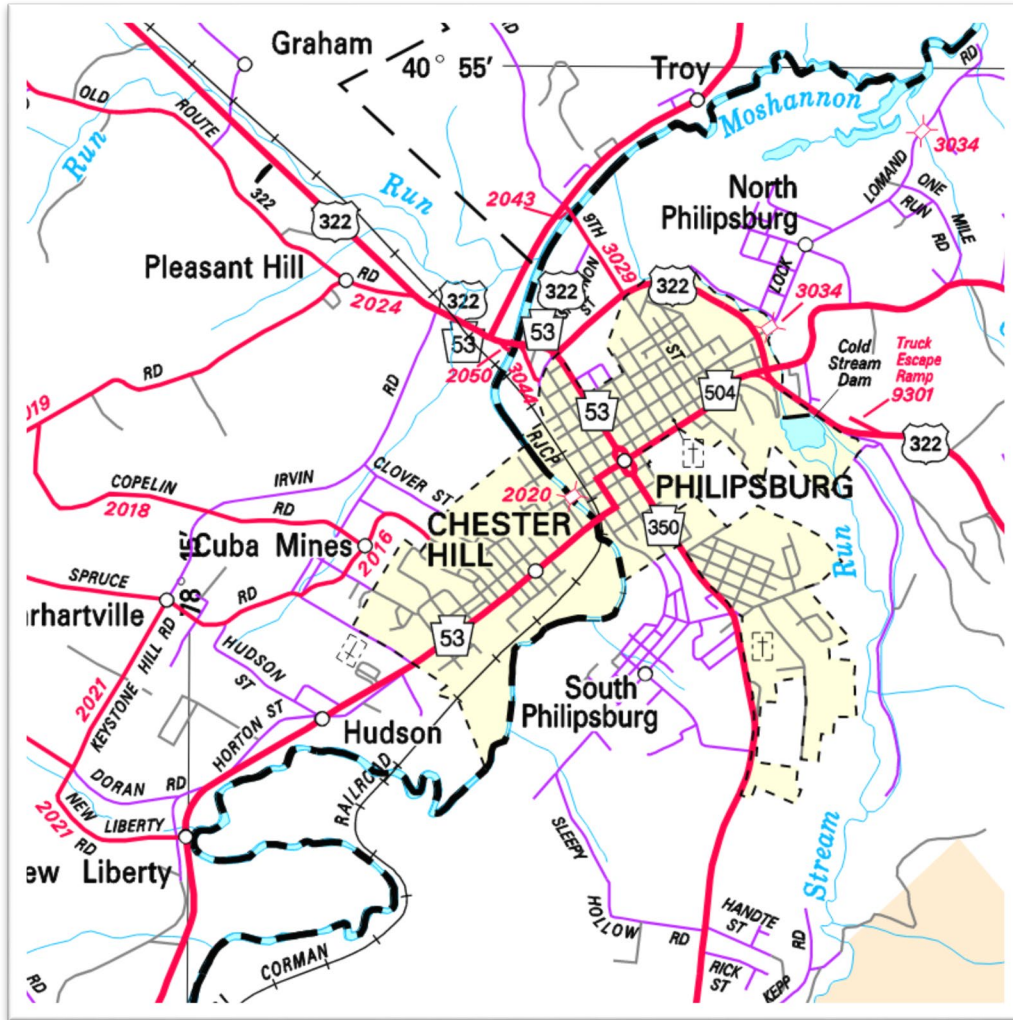 Graham
40° 55'
RD
Troy
Moshannon
RD
OLD
ROUTE
322
Run
Run
322
2043
9TH
3029
North
Philipsburg
LOMAND
ONE
RUN
MILE
RD
3034
Pleasant Hill
RD
2024
322
53
322
53
ST
322
LOCK
3034
2050
3044
ST
Cold
Stream
Dam
Truck
Escape
Ramp
9301
RD
RD
53
504
322
RJCP
COPELIN
RD
2018
IRVIN
CLOVER ST
2020
PHILIPSBURG
CHESTER
HILL
350
Cuba Mines
2016
SPRUCE
RD
18°
Run
HILL RD
HUDSON
ST
53
2021
KEYSTONE
HORTON ST
South
Philipsburg
Hudson
DORAN RD
RAILROAD
NEW LIBERTY
RD
2021
Liberty
SLEEPY
HOLLOW
RD
Stream
HANDTE
ST
RICK
ST
RD
KEPP
CORMAN
RD